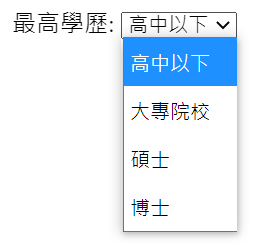 最高學歷: 高中以下
高中以下
大專院校
碩士
博士